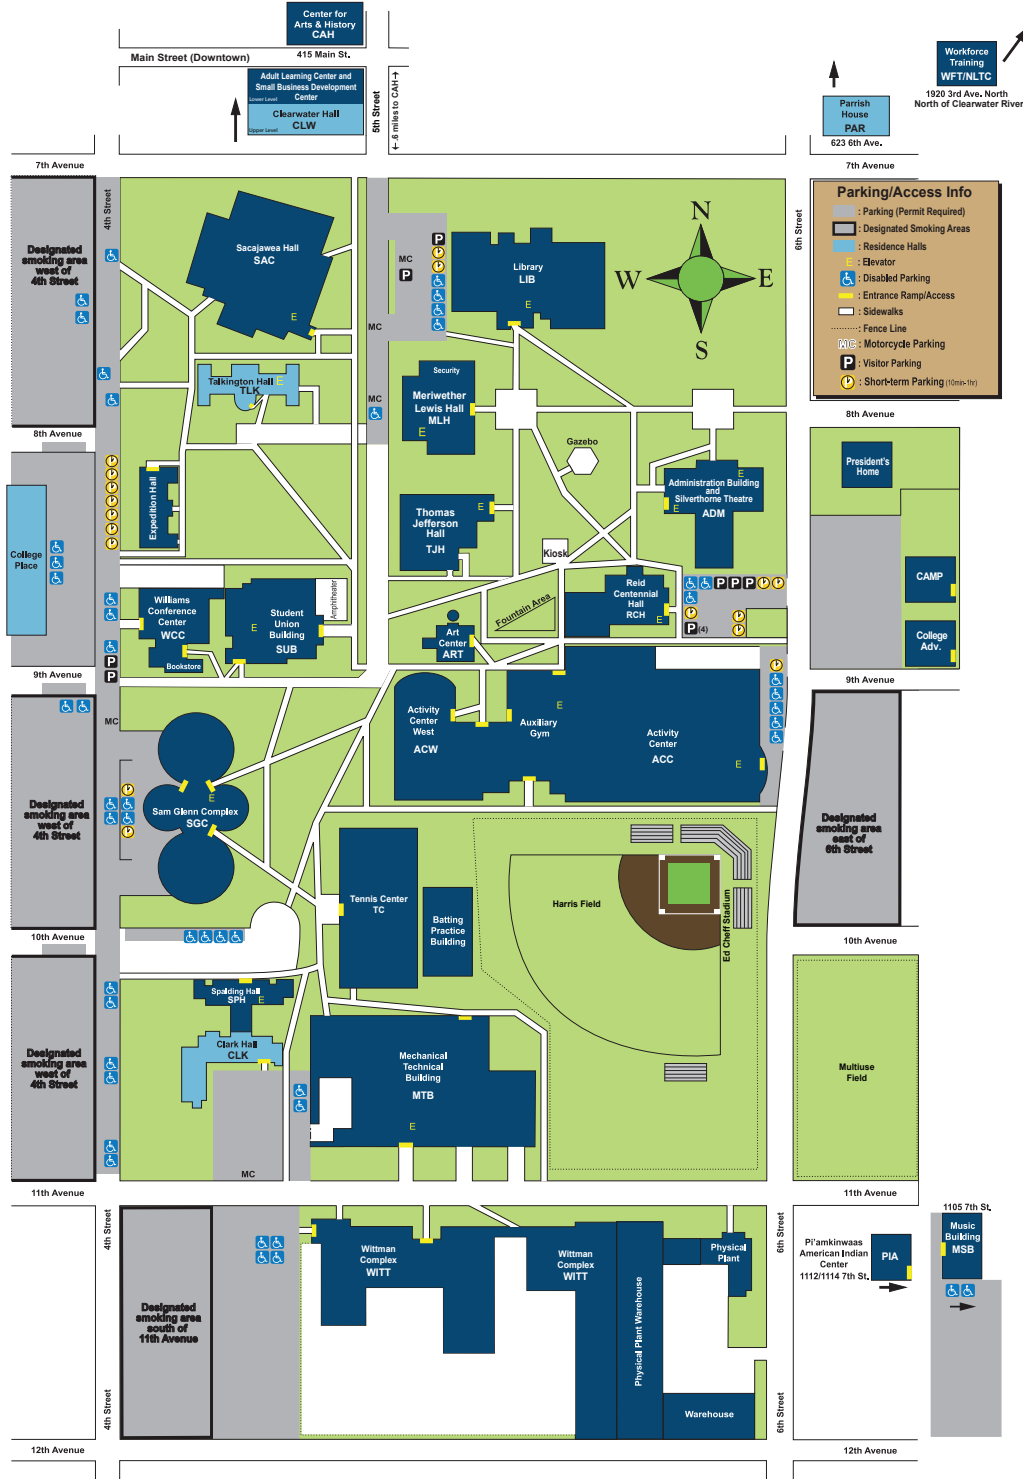 Center for
Arts & History
CAH
415 Main St.
Main Street (Downtown)
Adult Learning Center and
Small Business Development
Center
Lower Level
Clearwater Hall
CLW
Upper Level
5th Street
.6 miles to CAH
Workforce
Training
WFT/NLTC
1920 3rd Ave. North
North of Clearwater River
Parrish
House
PAR
623 6th Ave.
7th Avenue
7th Avenue
4th Street
6th Street
Parking/Access Info
: Parking (Permit Required)
: Designated Smoking Areas
: Residence Halls
E : Elevator
: Disabled Parking
: Entrance Ramp/Access
: Sidewalks
: Fence Line
MC : Motorcycle Parking
P : Visitor Parking
: Short-term Parking (10min-1hr)
Designated
smoking area
west of
4th Street
Sacajawea Hall
SAC
E
MC
P
P
MC
Library
LIB
E
N
W
E
S
Talkington Hall
TLK
E
MC
Security
Meriwether
Lewis Hall
MLH
E
8th Avenue
8th Avenue
Gazebo
President's
Home
Expedition Hall
Administration Building
and
Silverthorne Theatre
ADM
E
E
Thomas
Jefferson
Hall
TJH
E
Kiosk
College
Place
CAMP
Reid
Centennial
Hall
RCH
E
P P P
P (4)
Williams
Conference
Center
WCC
Bookstore
Student
Union
Building
SUB
E
Amphitheater
Fountain Area
Art
Center
ART
College
Adv.
P
P
9th Avenue
9th Avenue
MC
Activity
Center
West
ACW
Auxiliary
Gym
E
Activity
Center
ACC
E
Designated
smoking area
west of
4th Street
Sam Glenn Complex
SGC
E
Designated
smoking area
east of
6th Street
Tennis Center
TC
Batting
Practice
Building
Harris Field
Ed Cheff Stadium
10th Avenue
10th Avenue
Spalding Hall
SPH
E
Clark Hall
CLK
Designated
smoking area
west of
4th Street
Mechanical
Technical
Building
MTB
E
Multiuse
Field
MC
11th Avenue
11th Avenue
4th Street
6th Street
1105 7th St.
Music
Building
MSB
Pi'amkinwaas
American Indian
Center
1112/1114 7th St.
PIA
Wittman
Complex
WITT
Wittman
Complex
WITT
Physical
Plant
Physical Plant Warehouse
Designated
smoking area
south of
11th Avenue
Warehouse
4th Street
6th Street
12th Avenue
12th Avenue